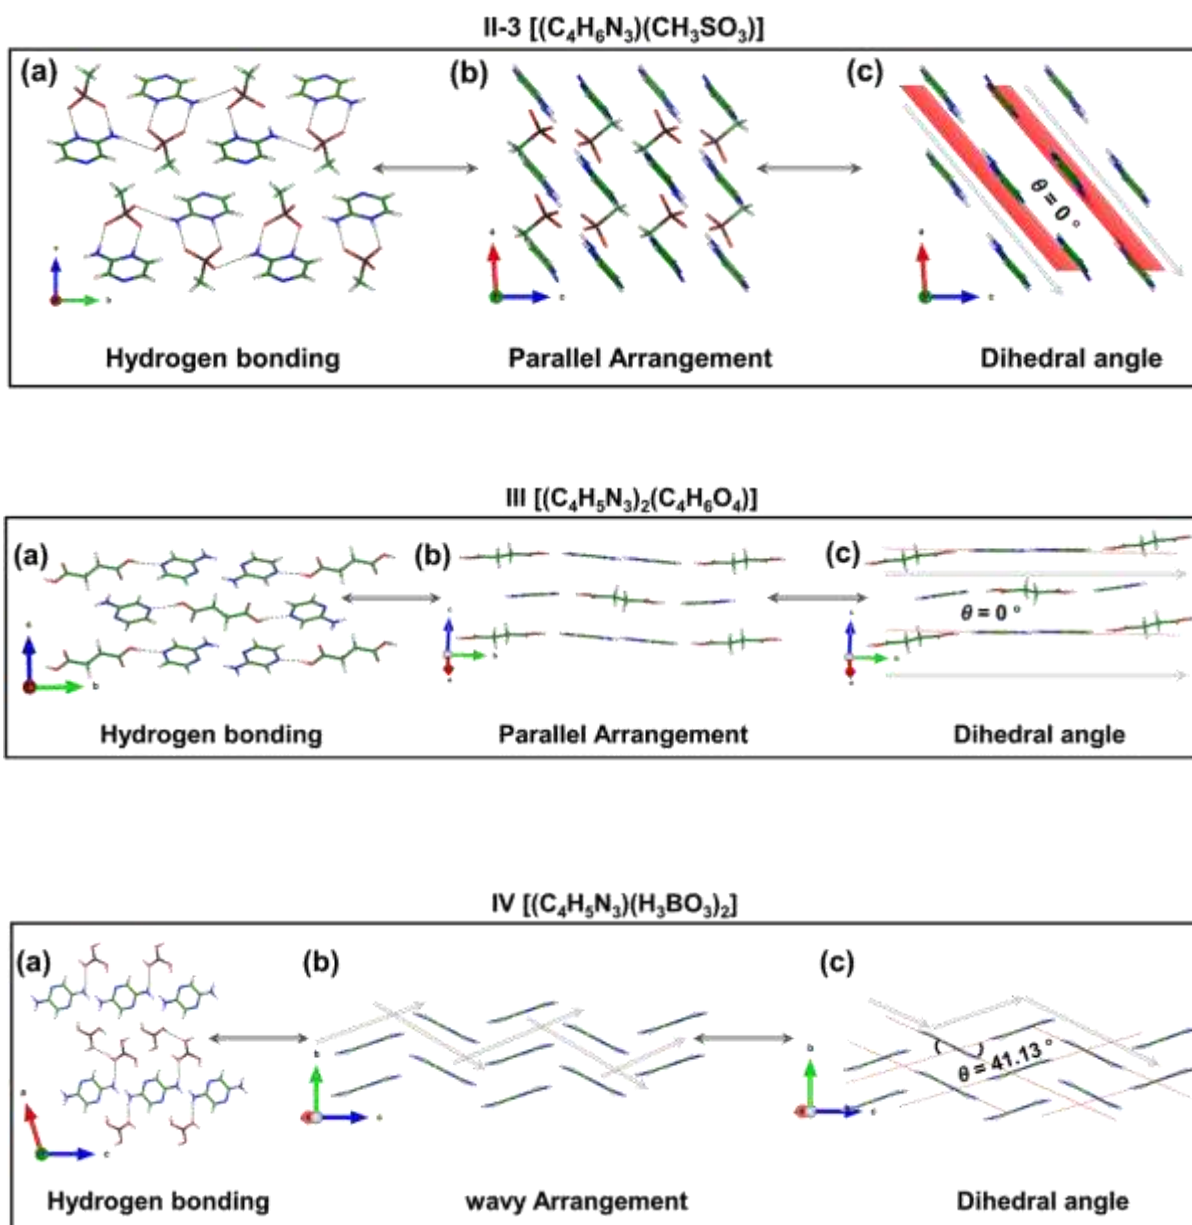 II-3 [(C₄H₆N₃)(CH₃SO₃)]
(a) (b) (c)
θ = 0 °
Hydrogen bonding Parallel Arrangement Dihedral angle
III [(C₄H₅N₃)₂(C₄H₆O₄)]
(a) (b) (c)
θ = 0 °
Hydrogen bonding Parallel Arrangement Dihedral angle
IV [(C₄H₅N₃)(H₃BO₃)₂]
(a) (b) (c)
θ = 41.13 °
Hydrogen bonding wavy Arrangement Dihedral angle